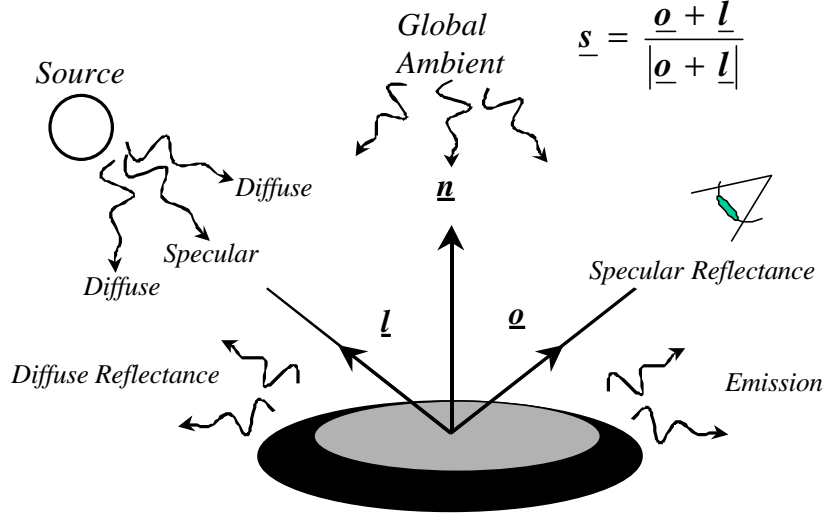 Global
Ambient
s = o + l / |o + l|
Source
Diffuse
n
Specular
Diffuse
Specular Reflectance
l
o
Diffuse Reflectance
Emission